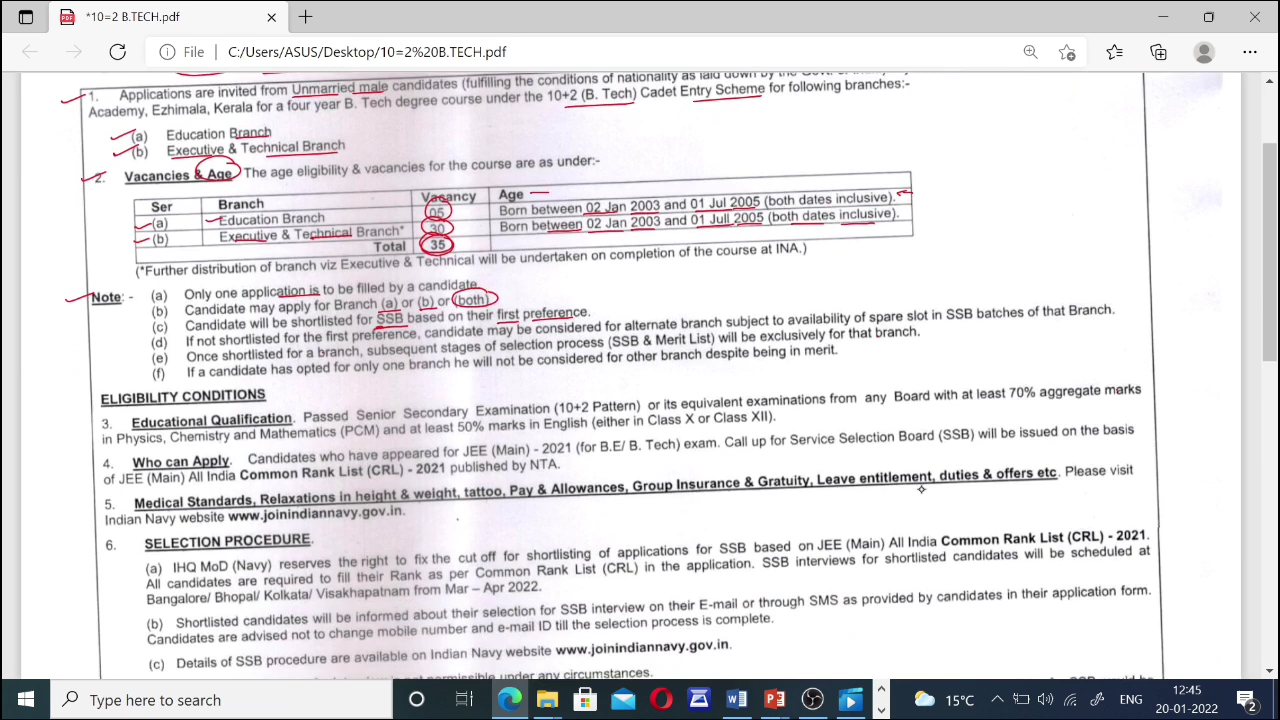 *10=2 B.TECH.pdf
File C:/Users/ASUS/Desktop/10=2%20B.TECH.pdf
1. Applications are invited from Unmarried male candidates (fulfilling the conditions of nationality as laid down by the Govt.
Academy, Ezhimala, Kerala for a four year B. Tech degree course under the 10+2 (B. Tech) Cadet Entry Scheme for following branches:-
(a) Education Branch
(b) Executive & Technical Branch
2. Vacancies & Age The age eligibility & vacancies for the course are as under:-
Ser Branch Vacancy Age
(a) Education Branch 05 Born between 02 Jan 2003 and 01 Jul 2005 (both dates inclusive).
(b) Executive & Technical Branch* 30 Born between 02 Jan 2003 and 01 Jull 2005 (both dates inclusive).
Total 35
(*Further distribution of branch viz Executive & Technical will be undertaken on completion of the course at INA.)
Note: - (a) Only one application is to be filled by a candidate.
(b) Candidate may apply for Branch (a) or (b) or (both)
(c) Candidate will be shortlisted for SSB based on their first preference.
(d) If not shortlisted for the first preference, candidate may be considered for alternate branch subject to availability of spare slot in SSB batches of that Branch.
(e) Once shortlisted for a branch, subsequent stages of selection process (SSB & Merit List) will be exclusively for that branch.
(f) If a candidate has opted for only one branch he will not be considered for other branch despite being in merit.
ELIGIBILITY CONDITIONS
3. Educational Qualification. Passed Senior Secondary Examination (10+2 Pattern) or its equivalent examinations from any Board with at least 70% aggregate marks
in Physics, Chemistry and Mathematics (PCM) and at least 50% marks in English (either in Class X or Class XII).
4. Who can Apply. Candidates who have appeared for JEE (Main) - 2021 (for B.E/ B. Tech) exam. Call up for Service Selection Board (SSB) will be issued on the basis
of JEE (Main) All India Common Rank List (CRL) - 2021 published by NTA.
5. Medical Standards, Relaxations in height & weight, tattoo, Pay & Allowances, Group Insurance & Gratuity, Leave entitlement, duties & offers etc. Please visit
Indian Navy website www.joinindiannavy.gov.in.
6. SELECTION PROCEDURE.
(a) IHQ MoD (Navy) reserves the right to fix the cut off for shortlisting of applications for SSB based on JEE (Main) All India Common Rank List (CRL) - 2021.
All candidates are required to fill their Rank as per Common Rank List (CRL) in the application. SSB interviews for shortlisted candidates will be scheduled at
Bangalore/ Bhopal/ Kolkata/ Visakhapatnam from Mar – Apr 2022.
(b) Shortlisted candidates will be informed about their selection for SSB interview on their E-mail or through SMS as provided by candidates in their application form.
Candidates are advised not to change mobile number and e-mail ID till the selection process is complete.
(c) Details of SSB procedure are available on Indian Navy website www.joinindiannavy.gov.in.
not permissible under any circumstances.
Type here to search
15°C
ENG
12:45
20-01-2022
2